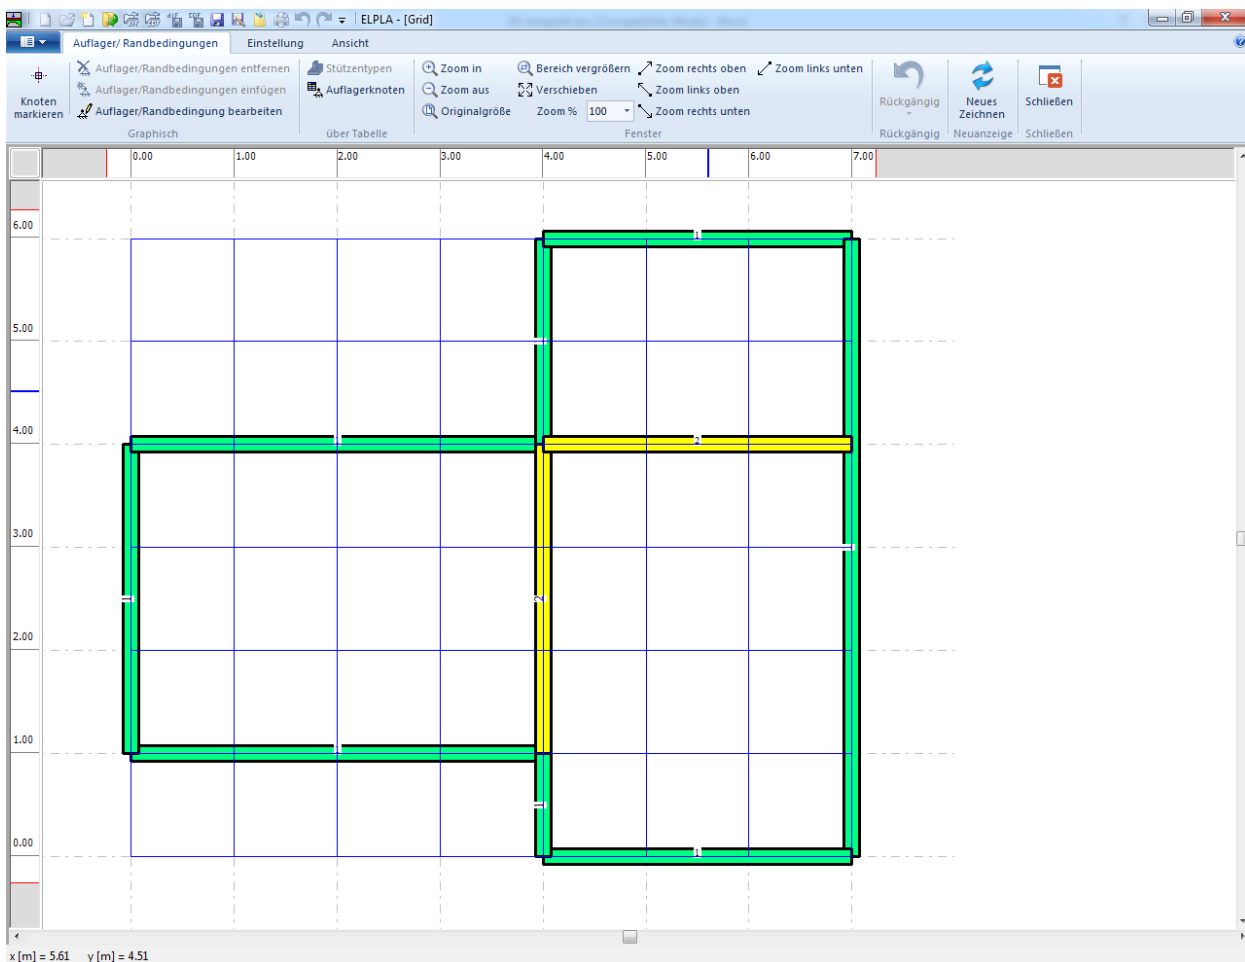 ELPLA - [Grid]
Auflager/ Randbedingungen Einstellung Ansicht
Knoten markieren
Auflager/Randbedingungen entfernen
Auflager/Randbedingungen einfügen
Auflager/Randbedingung bearbeiten
Graphisch
Stützentypen
Auflagerknoten
über Tabelle
Zoom in
Zoom aus
Originalgröße
Bereich vergrößern
Verschieben
Zoom % 100
Zoom rechts oben
Zoom links oben
Zoom rechts unten
Zoom links unten
Fenster
Rückgängig
Rückgängig
Neues Zeichnen
Neuanzeige
Schließen
Schließen
0.00 1.00 2.00 3.00 4.00 5.00 6.00 7.00
6.00
1
5.00
1
4.00
1
2
3.00
1
1
2
2.00
1.00
1
1
0.00
1
x [m] = 5.61 y [m] = 4.51